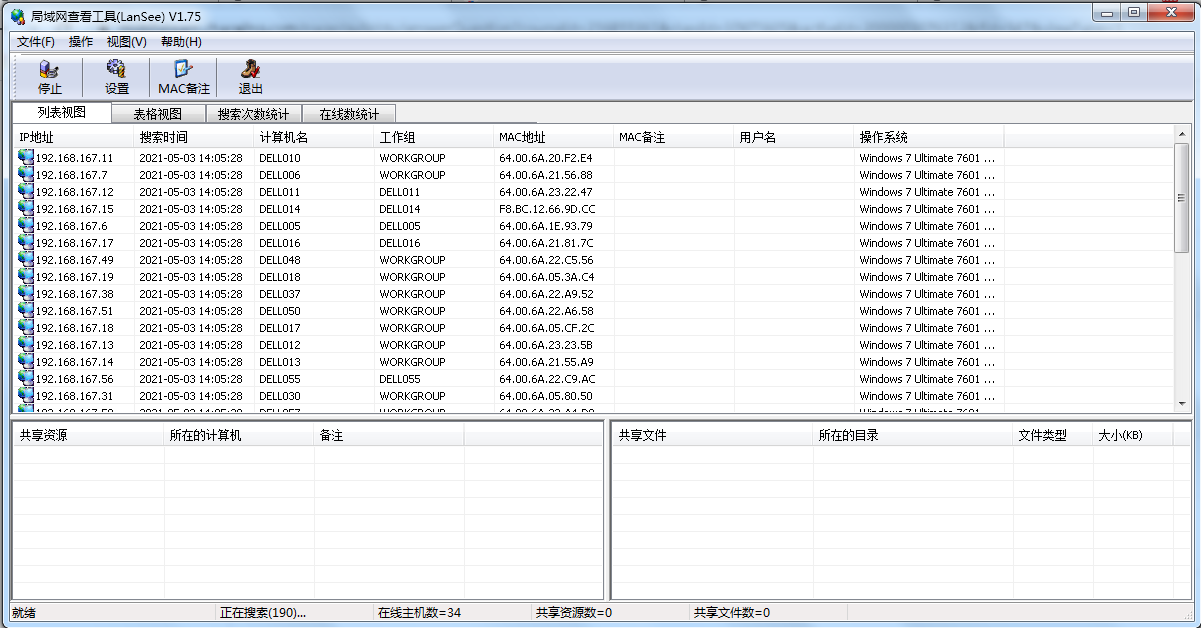 局域网查看工具(LanSee) V1.75
文件(F) 操作 视图(V) 帮助(H)
停止 设置 MAC备注 退出
列表视图 表格视图 搜索次数统计 在线数统计
IP地址 搜索时间 计算机名 工作组 MAC地址 MAC备注 用户名 操作系统
192.168.167.11 2021-05-03 14:05:28 DELL010 WORKGROUP 64.00.6A.20.F2.E4 Windows 7 Ultimate 7601 ...
192.168.167.7 2021-05-03 14:05:28 DELL006 WORKGROUP 64.00.6A.21.56.88 Windows 7 Ultimate 7601 ...
192.168.167.12 2021-05-03 14:05:28 DELL011 DELL011 64.00.6A.23.22.47 Windows 7 Ultimate 7601 ...
192.168.167.15 2021-05-03 14:05:28 DELL014 DELL014 F8.BC.12.66.9D.CC Windows 7 Ultimate 7601 ...
192.168.167.6 2021-05-03 14:05:28 DELL005 DELL005 64.00.6A.1E.93.79 Windows 7 Ultimate 7601 ...
192.168.167.17 2021-05-03 14:05:28 DELL016 DELL016 64.00.6A.21.81.7C Windows 7 Ultimate 7601 ...
192.168.167.49 2021-05-03 14:05:28 DELL048 WORKGROUP 64.00.6A.22.C5.56 Windows 7 Ultimate 7601 ...
192.168.167.19 2021-05-03 14:05:28 DELL018 WORKGROUP 64.00.6A.05.3A.C4 Windows 7 Ultimate 7601 ...
192.168.167.38 2021-05-03 14:05:28 DELL037 WORKGROUP 64.00.6A.22.A9.52 Windows 7 Ultimate 7601 ...
192.168.167.51 2021-05-03 14:05:28 DELL050 WORKGROUP 64.00.6A.22.A6.58 Windows 7 Ultimate 7601 ...
192.168.167.18 2021-05-03 14:05:28 DELL017 WORKGROUP 64.00.6A.05.CF.2C Windows 7 Ultimate 7601 ...
192.168.167.13 2021-05-03 14:05:28 DELL012 WORKGROUP 64.00.6A.23.23.5B Windows 7 Ultimate 7601 ...
192.168.167.14 2021-05-03 14:05:28 DELL013 WORKGROUP 64.00.6A.21.55.A9 Windows 7 Ultimate 7601 ...
192.168.167.56 2021-05-03 14:05:28 DELL055 DELL055 64.00.6A.22.C9.AC Windows 7 Ultimate 7601 ...
192.168.167.31 2021-05-03 14:05:28 DELL030 WORKGROUP 64.00.6A.05.80.50 Windows 7 Ultimate 7601 ...
共享资源 所在的计算机 备注 共享文件 所在的目录 文件类型 大小(KB)
就绪 正在搜索(190)... 在线主机数=34 共享资源数=0 共享文件数=0